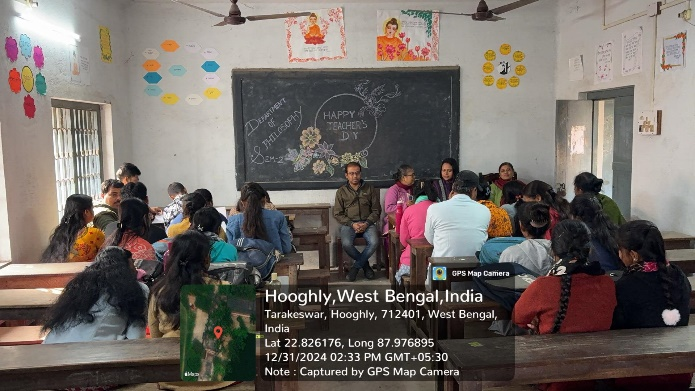 DEPARTMENT
OF
PHILOSOPHY
SEM-
HAPPY
TEACHER'S
DY
GPS Map Camera
Hooghly,West Bengal,India
Tarakeswar, Hooghly, 712401, West Bengal,
India
Lat 22.826176, Long 87.976895
12/31/2024 02:33 PM GMT+05:30
Note : Captured by GPS Map Camera